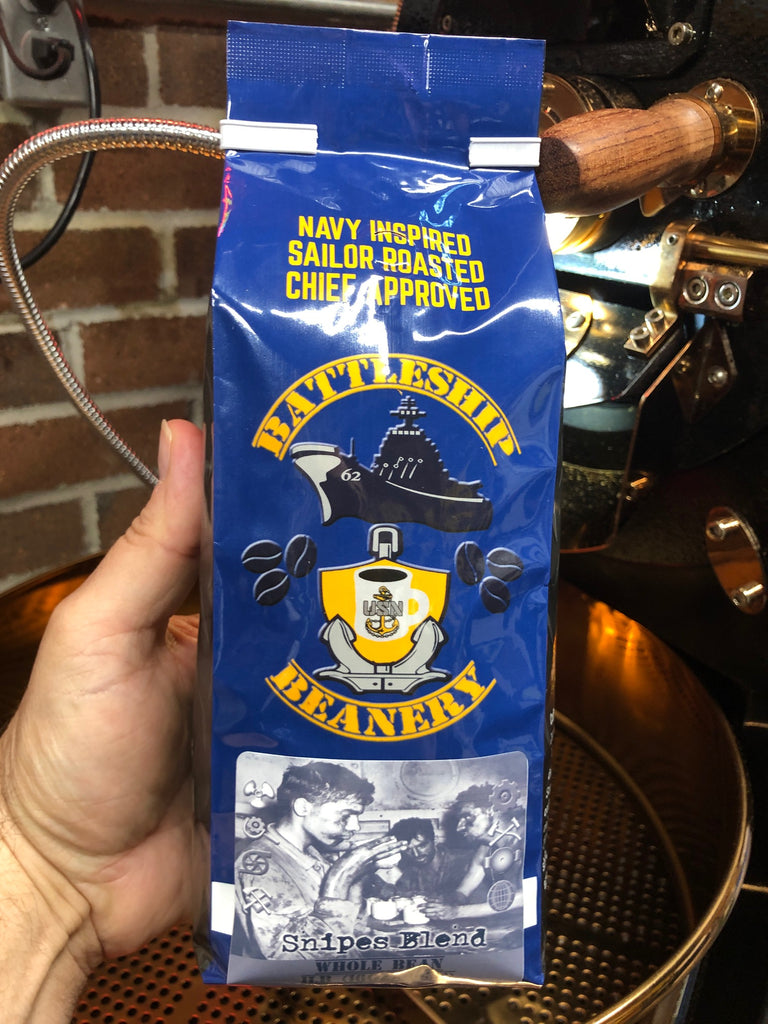 NAVY INSPIRED
SAILOR ROASTED
CHIEF APPROVED
BATTLESHIP
62
USN
BEANERY
Snipes Blend
WHOLE BEAN